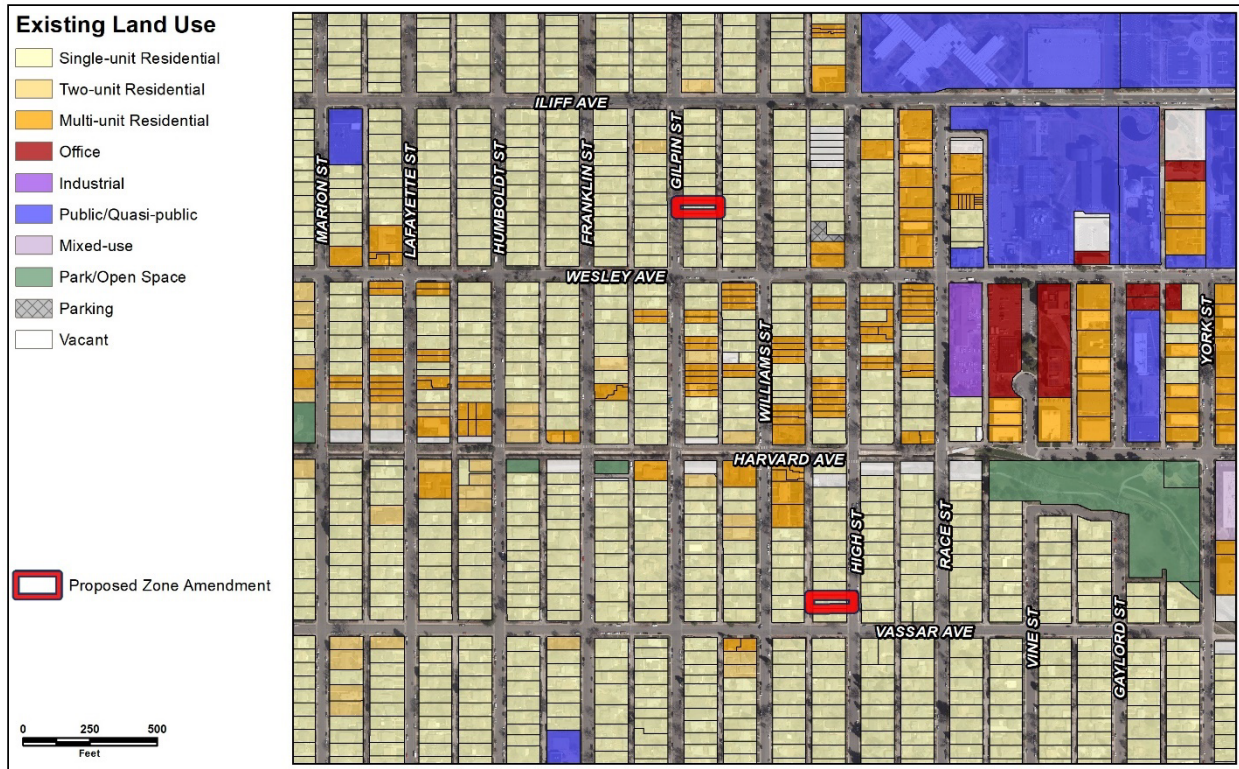 Existing Land Use
Single-unit Residential
Two-unit Residential
Multi-unit Residential
Office
Industrial
Public/Quasi-public
Mixed-use
Park/Open Space
Parking
Vacant
Proposed Zone Amendment
0 250 500
Feet
ILIFF AVE
MARION ST
LAFAYETTE ST
HUMBOLDT ST
FRANKLIN ST
GILPIN ST
WESLEY AVE
WILLIAMS ST
YORK ST
HARVARD AVE
HIGH ST
RACE ST
VASSAR AVE
VINE ST
GAYLORD ST